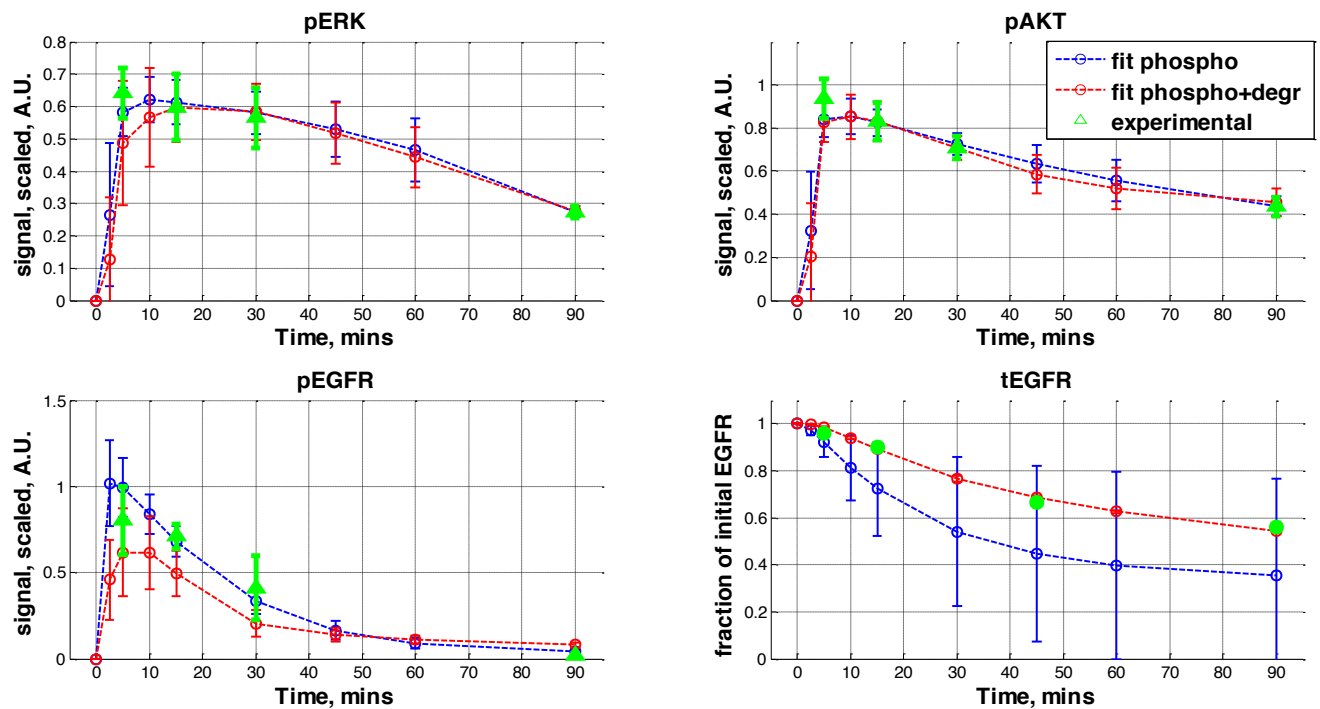 pERK
signal, scaled, A.U.
0.8
0.7
0.6
0.5
0.4
0.3
0.2
0.1
0
0 10 20 30 40 50 60 70 80 90
Time, mins
pAKT
signal, scaled, A.U.
1
0.8
0.6
0.4
0.2
0
0 10 20 30 40 50 60 70 80 90
Time, mins
fit phospho
fit phospho+degr
experimental
pEGFR
signal, scaled, A.U.
1.5
1
0.5
0
0 10 20 30 40 50 60 70 80 90
Time, mins
tEGFR
fraction of initial EGFR
1
0.8
0.6
0.4
0.2
0
0 10 20 30 40 50 60 70 80 90
Time, mins